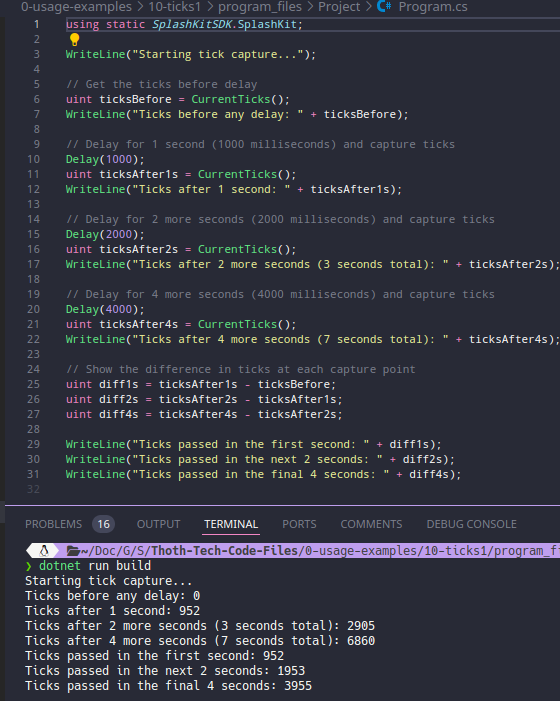 0-usage-examples > 10-ticks1 > program_files > Project > C# Program.cs
1 using static SplashKitSDK.SplashKit;
2
3 WriteLine("Starting tick capture...");
4
5 // Get the ticks before delay
6 uint ticksBefore = CurrentTicks();
7 WriteLine("Ticks before any delay: " + ticksBefore);
8
9 // Delay for 1 second (1000 milliseconds) and capture ticks
10 Delay(1000);
11 uint ticksAfter1s = CurrentTicks();
12 WriteLine("Ticks after 1 second: " + ticksAfter1s);
13
14 // Delay for 2 more seconds (2000 milliseconds) and capture ticks
15 Delay(2000);
16 uint ticksAfter2s = CurrentTicks();
17 WriteLine("Ticks after 2 more seconds (3 seconds total): " + ticksAfter2s);
18
19 // Delay for 4 more seconds (4000 milliseconds) and capture ticks
20 Delay(4000);
21 uint ticksAfter4s = CurrentTicks();
22 WriteLine("Ticks after 4 more seconds (7 seconds total): " + ticksAfter4s);
23
24 // Show the difference in ticks at each capture point
25 uint diff1s = ticksAfter1s - ticksBefore;
26 uint diff2s = ticksAfter2s - ticksAfter1s;
27 uint diff4s = ticksAfter4s - ticksAfter2s;
28
29 WriteLine("Ticks passed in the first second: " + diff1s);
30 WriteLine("Ticks passed in the next 2 seconds: " + diff2s);
31 WriteLine("Ticks passed in the final 4 seconds: " + diff4s);
32
PROBLEMS 16 OUTPUT TERMINAL PORTS COMMENTS DEBUG CONSOLE
~/Doc/G/S/Thoth-Tech-Code-Files/0-usage-examples/10-ticks1/program_fi
❯ dotnet run build
Starting tick capture...
Ticks before any delay: 0
Ticks after 1 second: 952
Ticks after 2 more seconds (3 seconds total): 2905
Ticks after 4 more seconds (7 seconds total): 6860
Ticks passed in the first second: 952
Ticks passed in the next 2 seconds: 1953
Ticks passed in the final 4 seconds: 3955